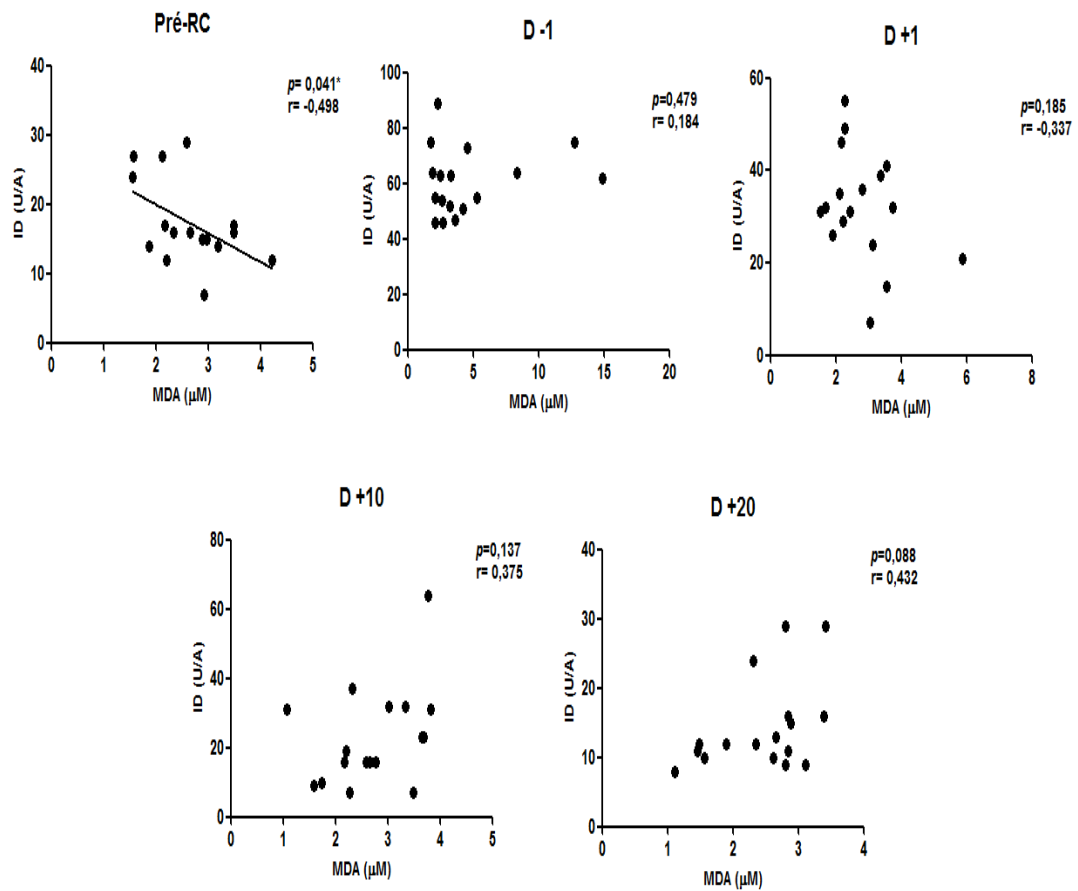 Pré-RC
p= 0,041*
r= -0,498
40
30
20
10
0
ID (U/A)
0 1 2 3 4 5
MDA (µM)
D -1
p=0,479
r= 0,184
100
80
60
40
20
0
ID (U/A)
0 5 10 15 20
MDA (µM)
D +1
p=0,185
r= -0,337
60
40
20
0
ID (U/A)
0 2 4 6 8
MDA (µM)
D +10
p=0,137
r= 0,375
80
60
40
20
0
ID (U/A)
0 1 2 3 4 5
MDA (µM)
D +20
p=0,088
r= 0,432
40
30
20
10
0
ID (U/A)
0 1 2 3 4
MDA (µM)